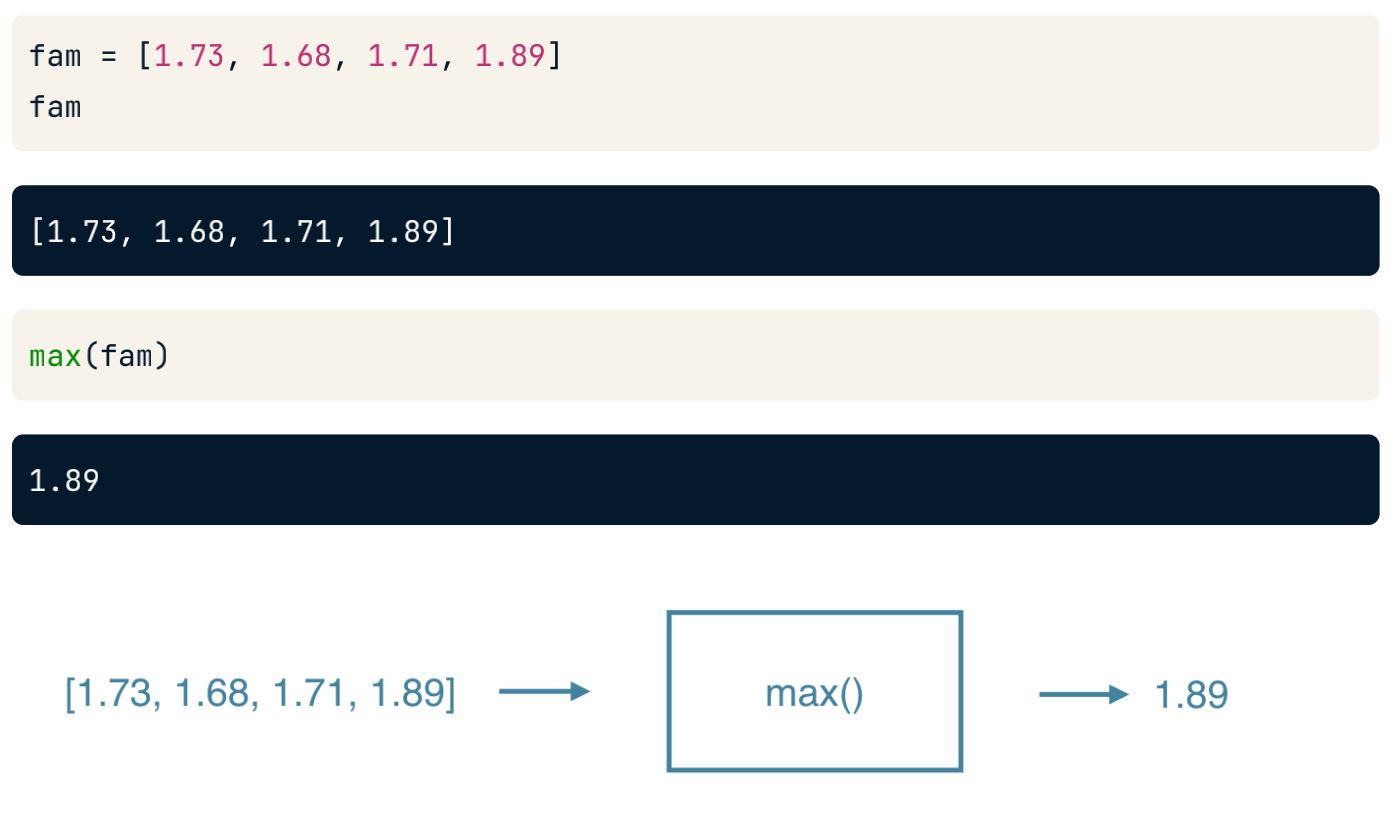 fam = [1.73, 1.68, 1.71, 1.89]
fam
[1.73, 1.68, 1.71, 1.89]
max(fam)
1.89
[1.73, 1.68, 1.71, 1.89] max() 1.89